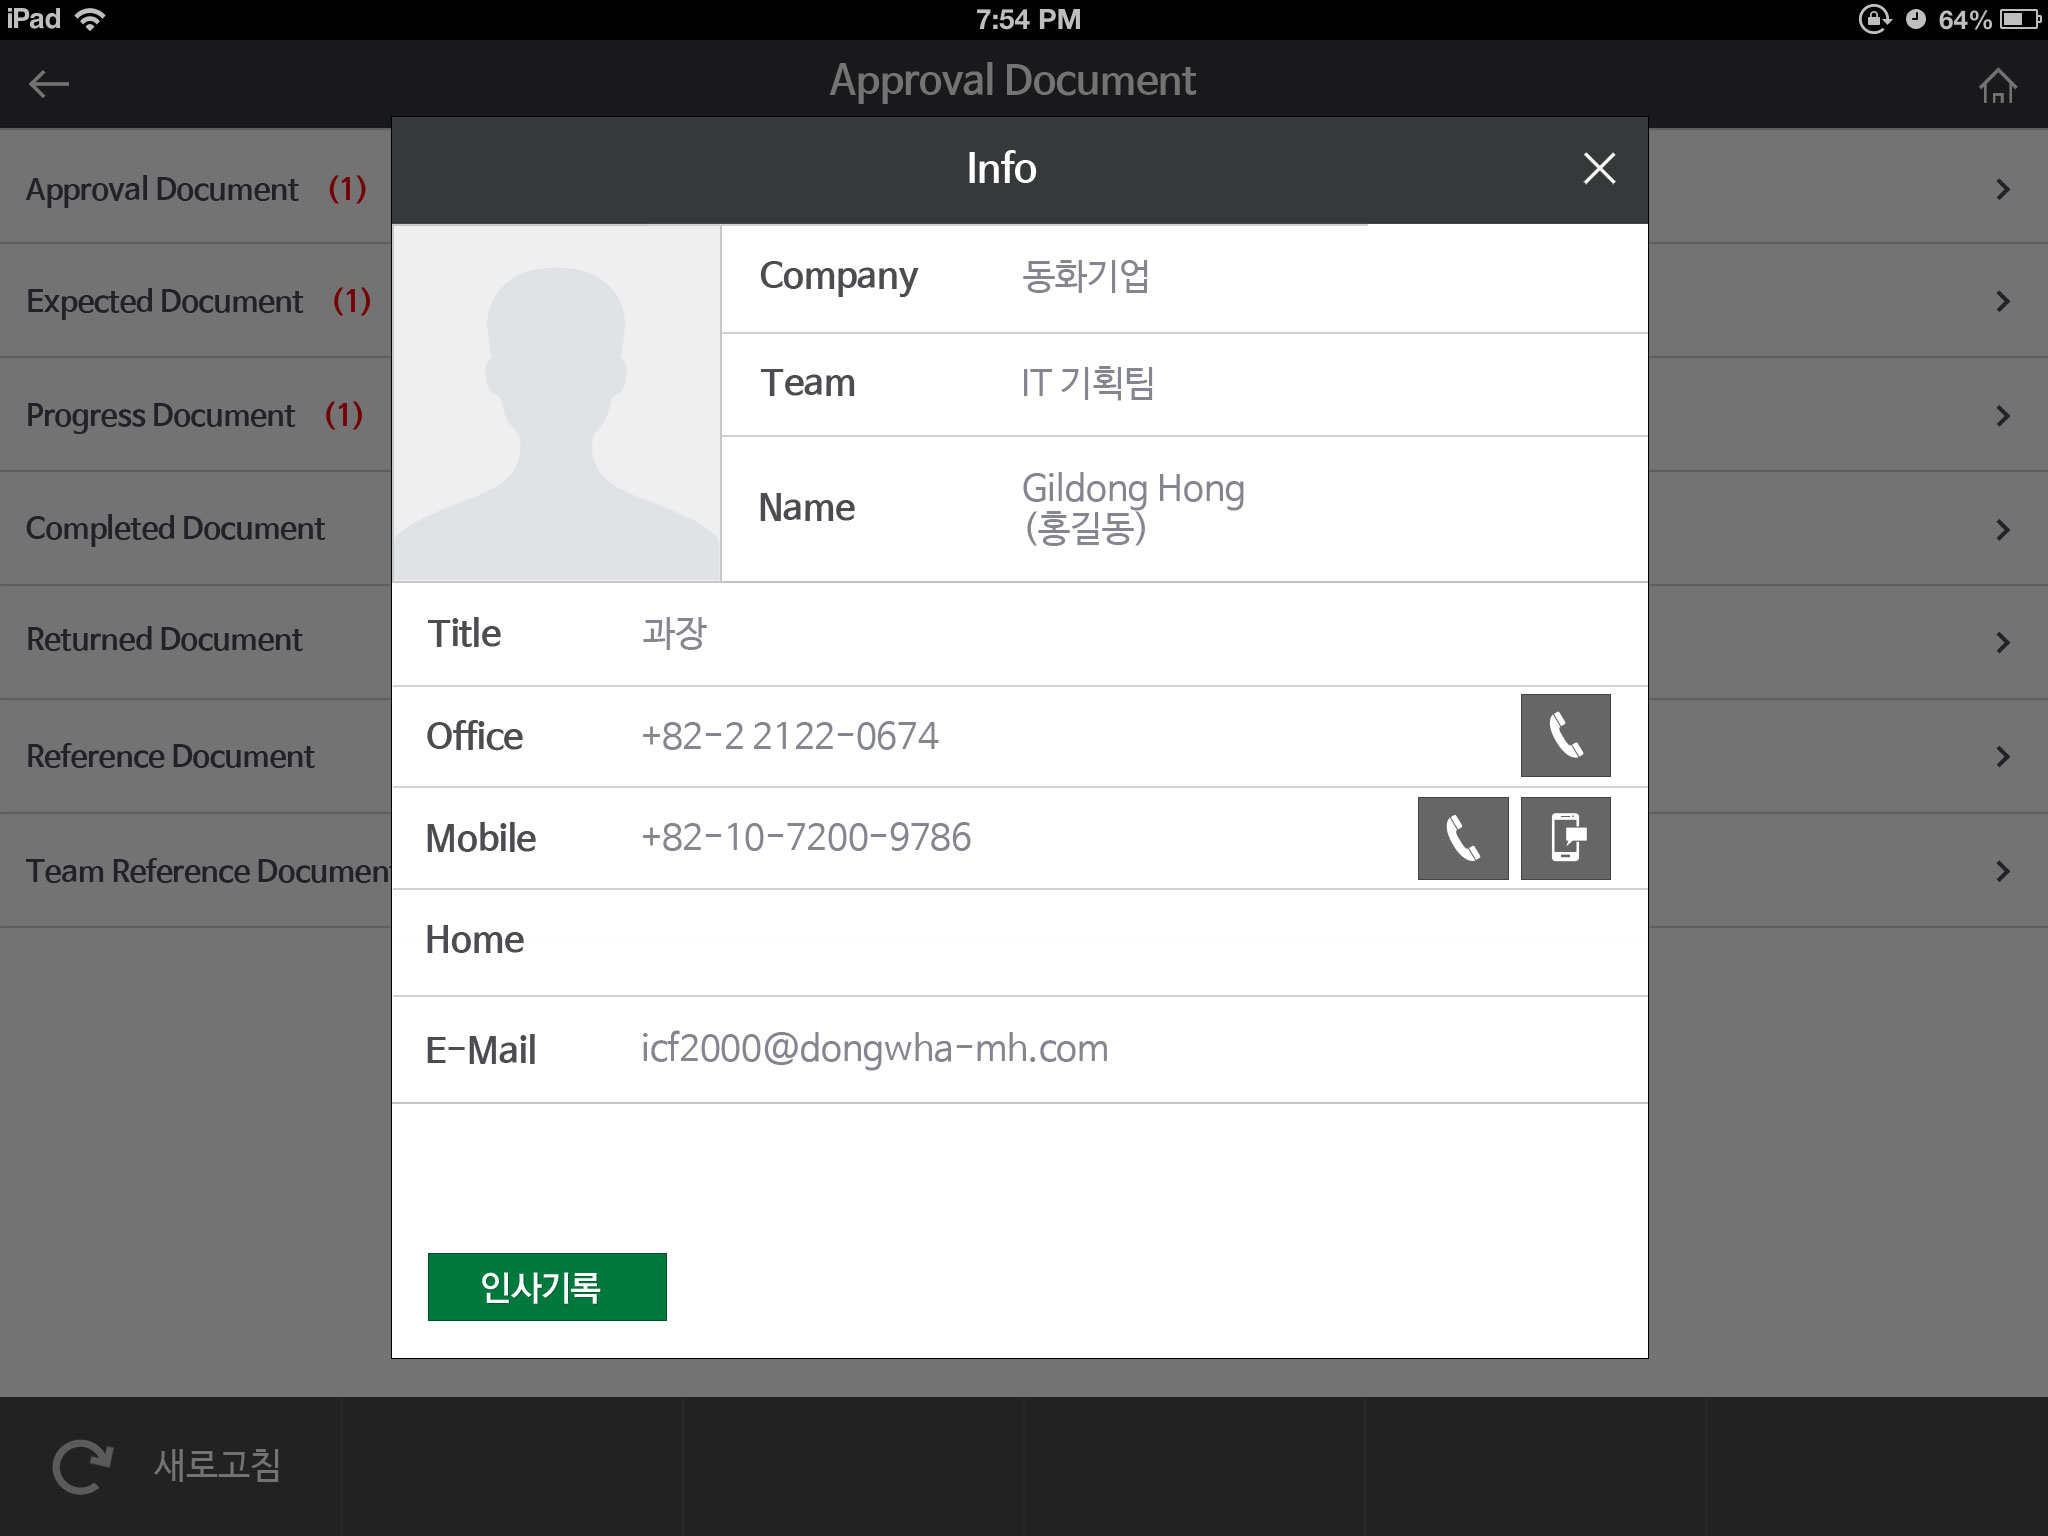 iPad 7:54 PM 64%
Approval Document
Info
Approval Document (1)
Expected Document (1)
Progress Document (1)
Completed Document
Returned Document
Reference Document
Team Reference Document
Company 동화기업
Team IT 기획팀
Name Gildong Hong
(홍길동)
Title 과장
Office +82-2 2122-0674
Mobile +82-10-7200-9786
Home
E-Mail icf2000@dongwha-mh.com
인사기록
새로고침